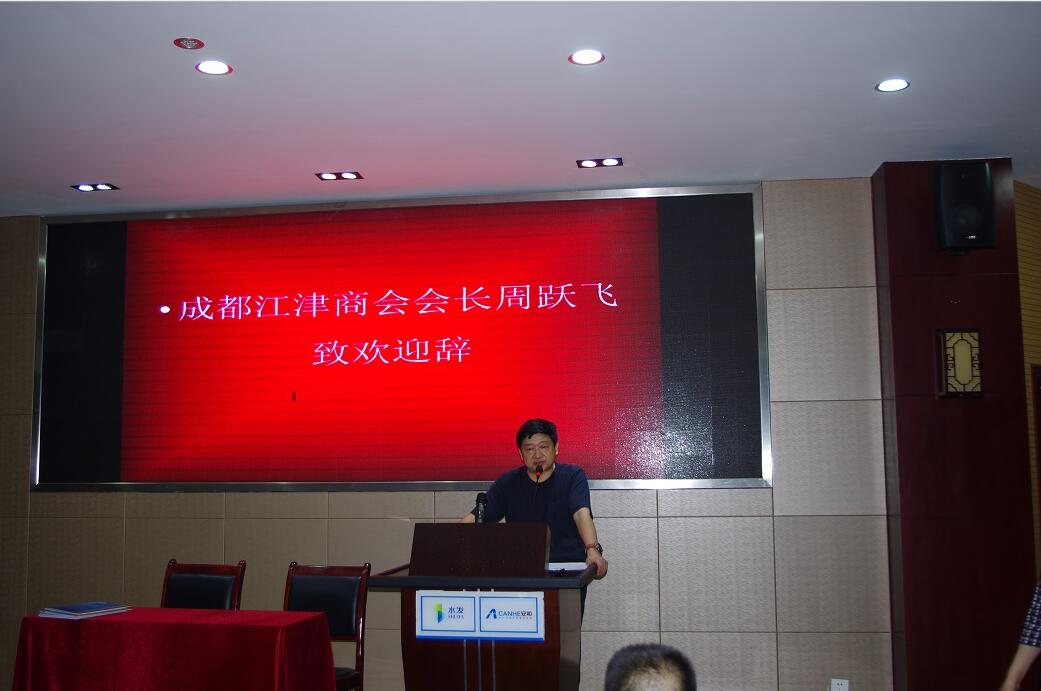 •成都江津商会会长周跃飞
致欢迎辞
水发
CANHE安和